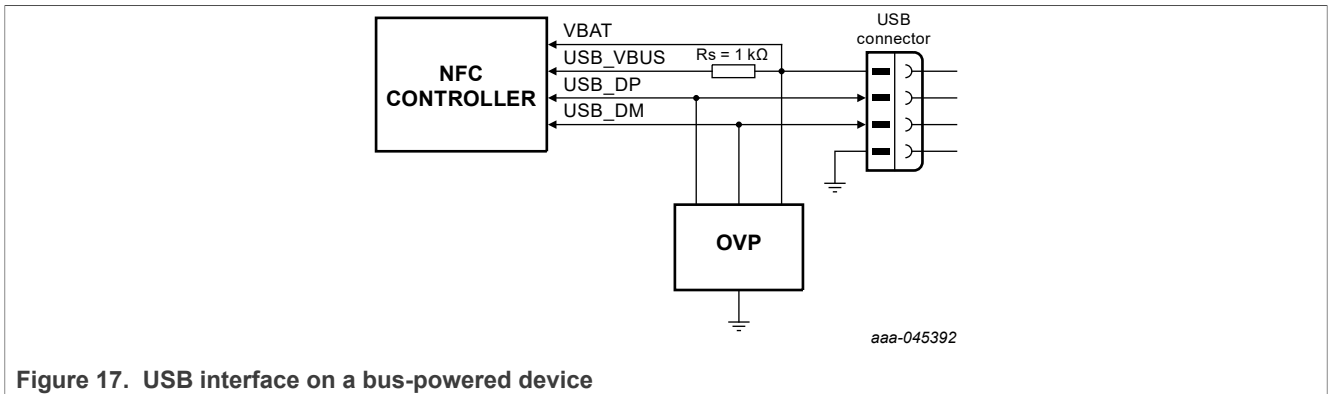 USB
connector
VBAT
USB_VBUS
Rs = 1 kΩ
NFC
CONTROLLER
USB_DP
USB_DM
OVP
aaa-045392
Figure 17. USB interface on a bus-powered device